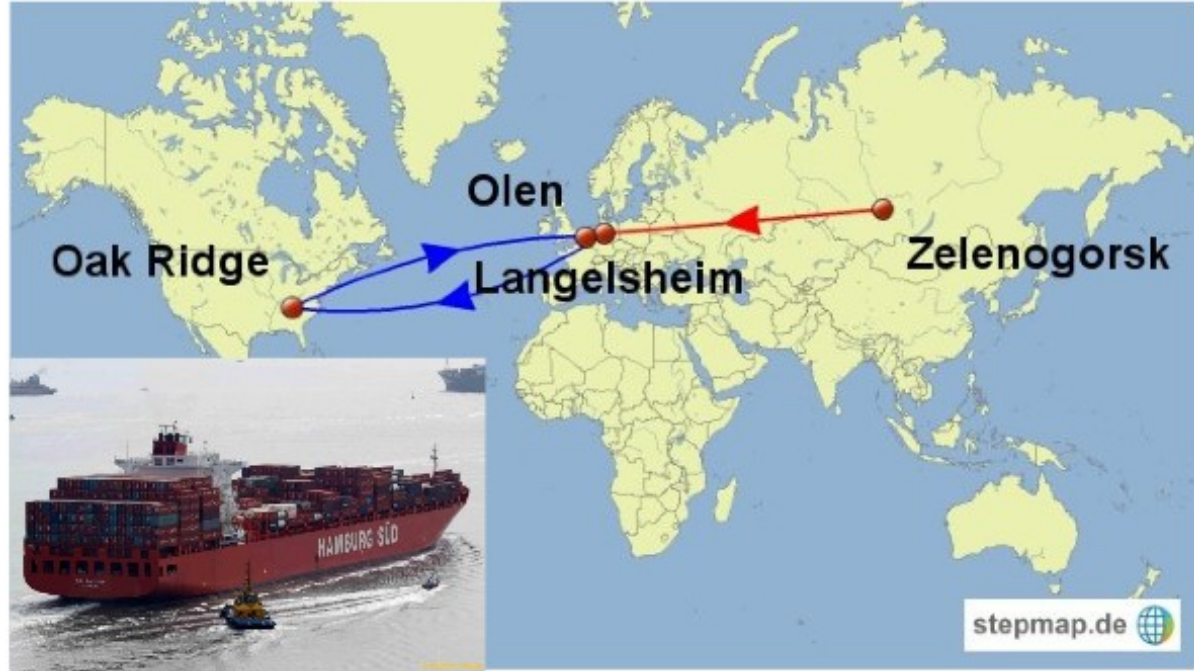 Olen
Oak Ridge
Langelsheim
Zelenogorsk
HAMBURG SÜD
stepmap.de